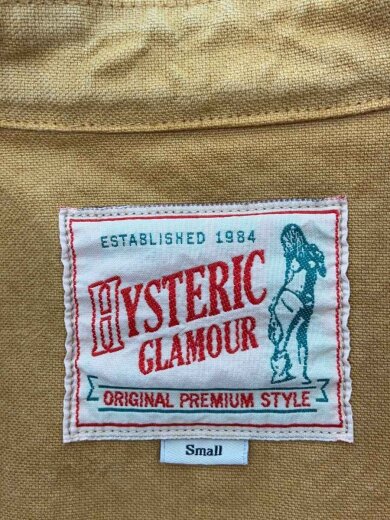 ESTABLISHED 1984
HYSTERIC
GLAMOUR
ORIGINAL PREMIUM STYLE
Small